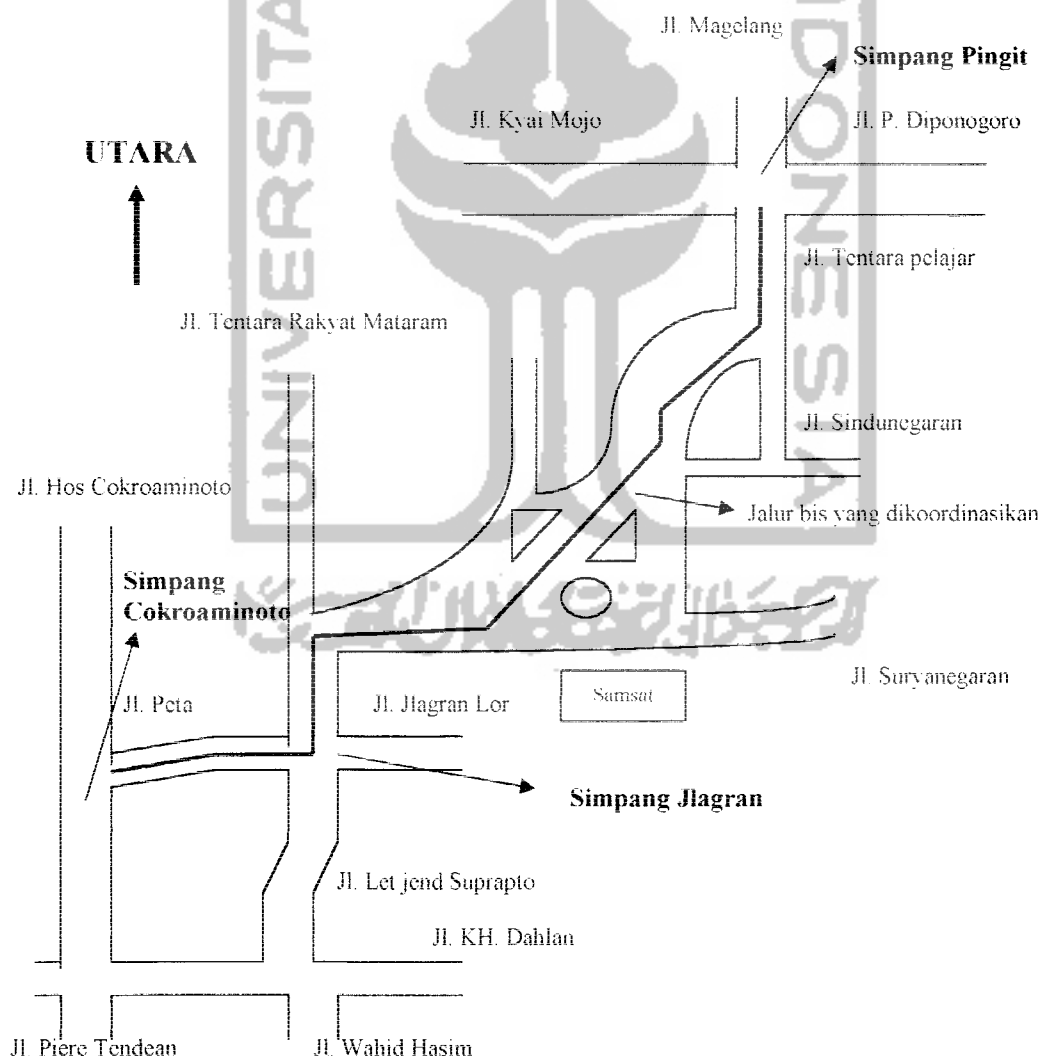 Jl. Magelang
Simpang Pingit
Jl. Kyai Mojo
Jl. P. Diponogoro
UTARA
Jl. Tentara pelajar
Jl. Tentara Rakyat Mataram
Jl. Sindunegaran
Jl. Hos Cokroaminoto
Jalur bis yang dikoordinasikan
Simpang
Cokroaminoto
Jl. Suryanegaran
Samsat
Jl. Peta
Jl. Jlagran Lor
Simpang Jlagran
Jl. Let jend Suprapto
Jl. KH. Dahlan
Jl. Piere Tendean
Jl. Wahid Hasim
UNIVERSITA
DONESIA